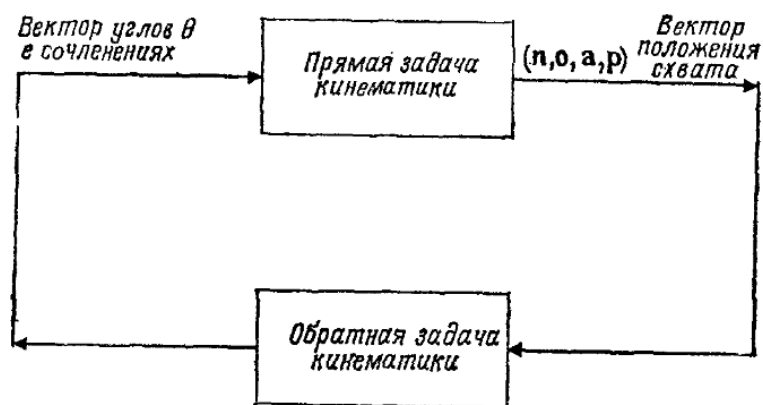 Вектор углов θ
е сочленениях
Прямая задача
кинематики
(n,o,a,p)
Вектор
положения
схвата
Обратная задача
кинематики